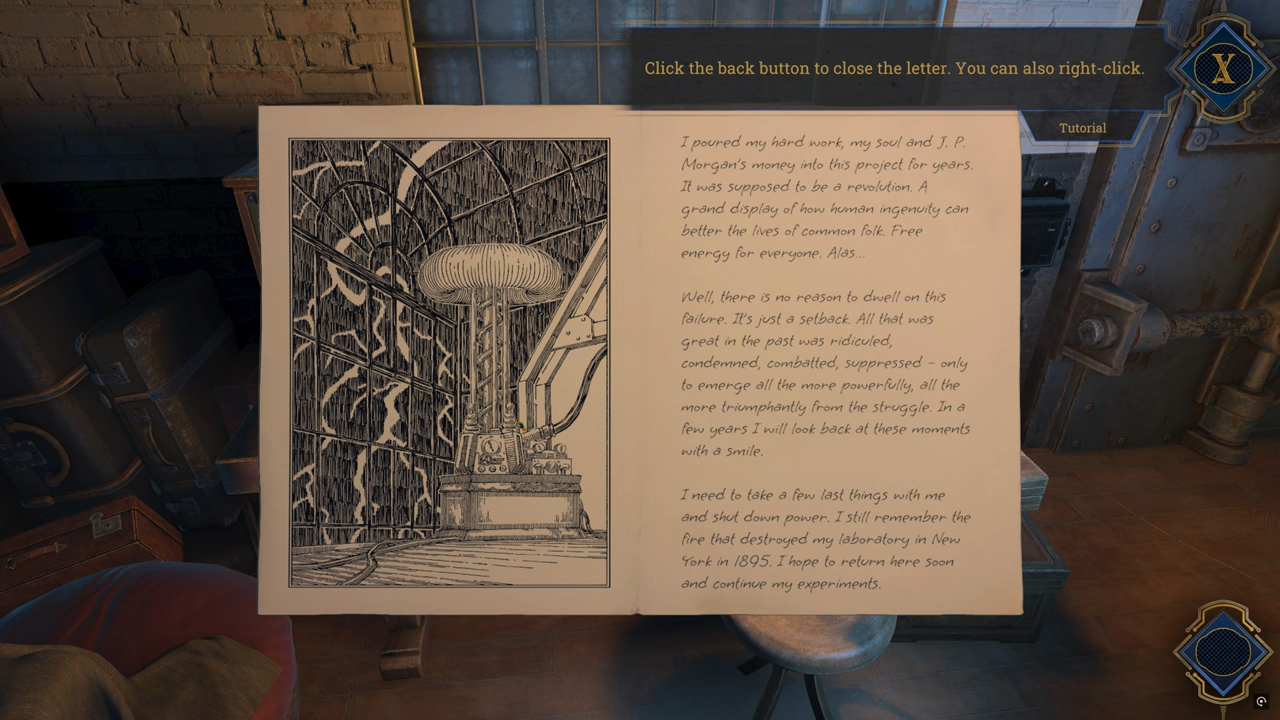 Click the back button to close the letter. You can also right-click.
X
Tutorial
I poured my hard work, my soul and J. P.
Morgan's money into this project for years.
It was supposed to be a revolution. A
grand display of how human ingenuity can
better the lives of common folk. Free
energy for everyone. Alas...
Well, there is no reason to dwell on this
failure. It's just a setback. All that was
great in the past was ridiculed,
condemned, combatted, suppressed – only
to emerge all the more powerfully, all the
more triumphantly from the struggle. In a
few years I will look back at these moments
with a smile.
I need to take a few last things with me
and shut down power. I still remember the
fire that destroyed my laboratory in New
York in 1895. I hope to return here soon
and continue my experiments.